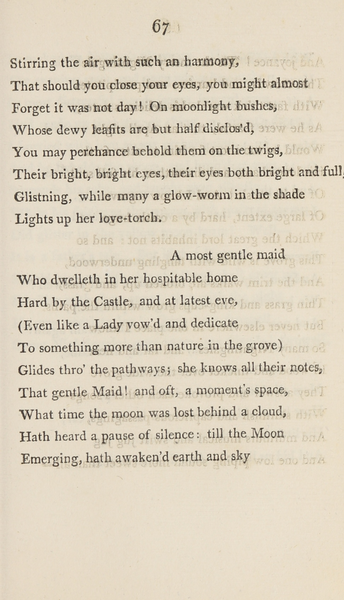 67
Stirring the air with such an harmony,
That should you close your eyes, you might almost
Forget it was not day! On moonlight bushes,
Whose dewy leafits are but half disclos'd,
You may perchance behold them on the twigs,
Their bright, bright eyes, their eyes both bright and full,
Glistning, while many a glow-worm in the shade
Lights up her love-torch.
A most gentle maid
Who dwelleth in her hospitable home
Hard by the Castle, and at latest eve,
(Even like a Lady vow'd and dedicate
To something more than nature in the grove)
Glides thro' the pathways; she knows all their notes,
That gentle Maid! and oft, a moment's space,
What time the moon was lost behind a cloud,
Hath heard a pause of silence: till the Moon
Emerging, hath awaken'd earth and sky